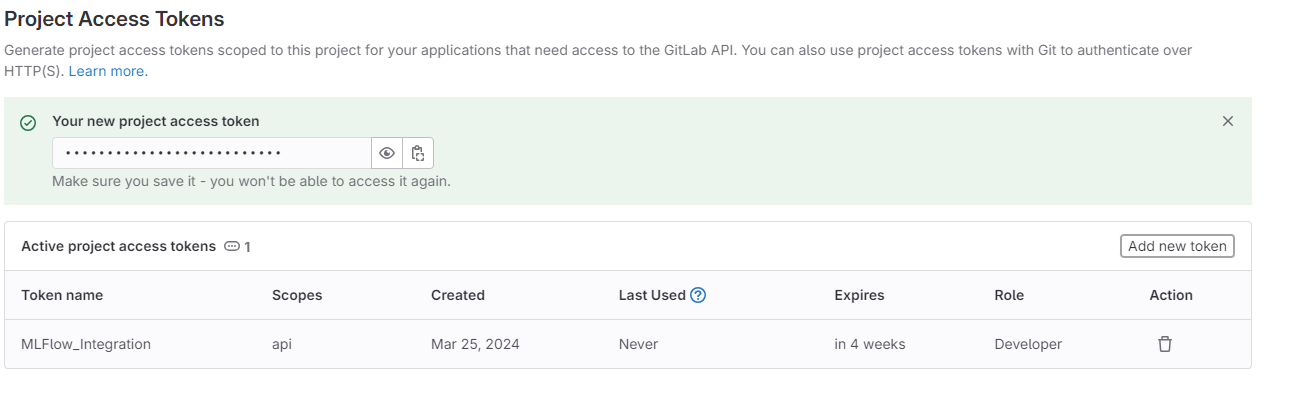 Project Access Tokens
Generate project access tokens scoped to this project for your applications that need access to the GitLab API. You can also use project access tokens with Git to authenticate over
HTTP(S). Learn more.
Your new project access token
••••••••••••••••••••••••••
Make sure you save it - you won't be able to access it again.
Active project access tokens 1 Add new token
Token name Scopes Created Last Used Expires Role Action
MLFlow_Integration api Mar 25, 2024 Never in 4 weeks Developer